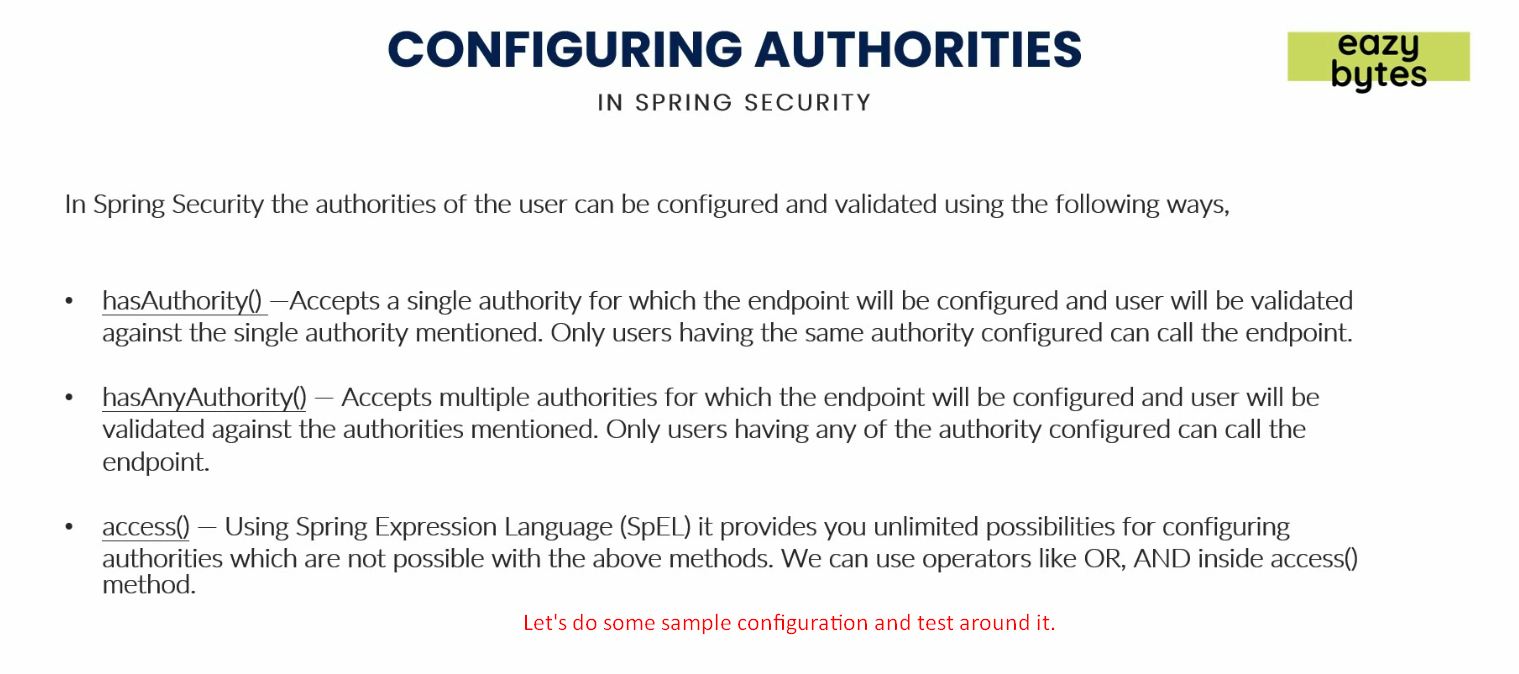 CONFIGURING AUTHORITIES
eazy
bytes
IN SPRING SECURITY
In Spring Security the authorities of the user can be configured and validated using the following ways,
• hasAuthority() —Accepts a single authority for which the endpoint will be configured and user will be validated
against the single authority mentioned. Only users having the same authority configured can call the endpoint.
• hasAnyAuthority() — Accepts multiple authorities for which the endpoint will be configured and user will be
validated against the authorities mentioned. Only users having any of the authority configured can call the
endpoint.
• access() — Using Spring Expression Language (SpEL) it provides you unlimited possibilities for configuring
authorities which are not possible with the above methods. We can use operators like OR, AND inside access()
method.
Let's do some sample configuration and test around it.